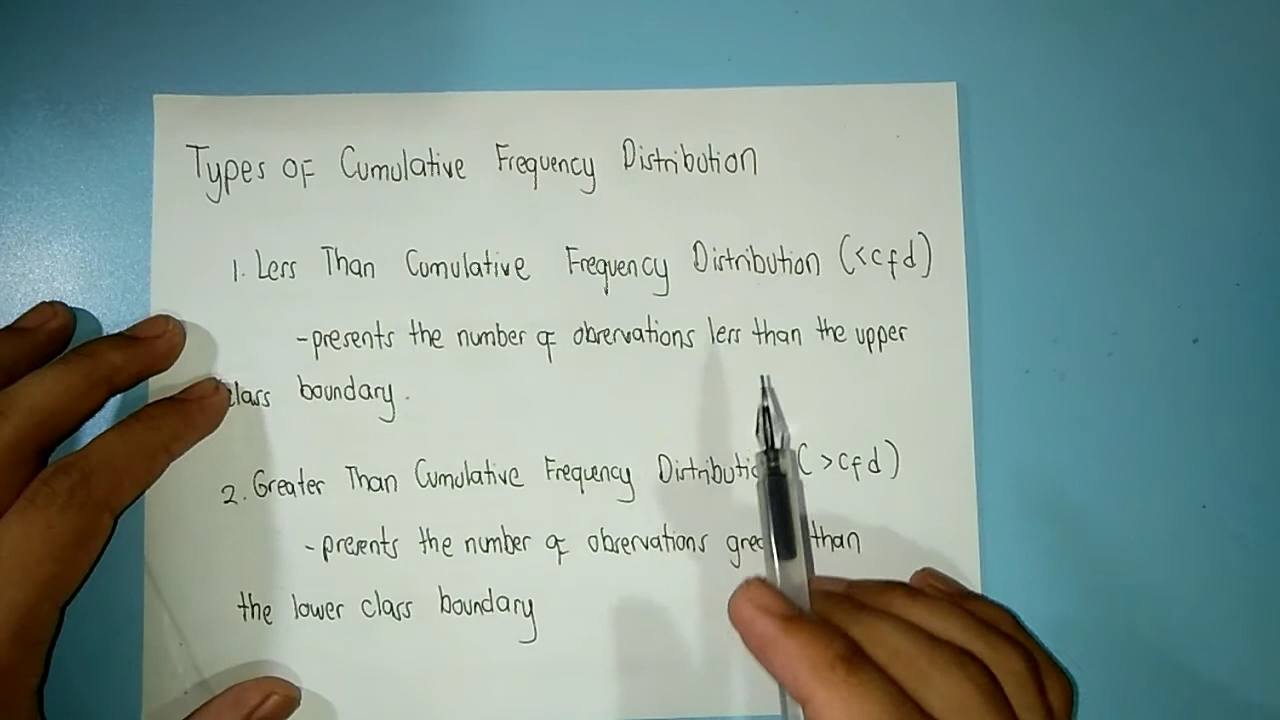 Types of Cumulative Frequency Distribution
1. Less Than Cumulative Frequency Distribution (<cfd)
-presents the number of observations less than the upper
class boundary.
2. Greater Than Cumulative Frequency (>cfd)
-presents the number of observations than
the lower class boundary